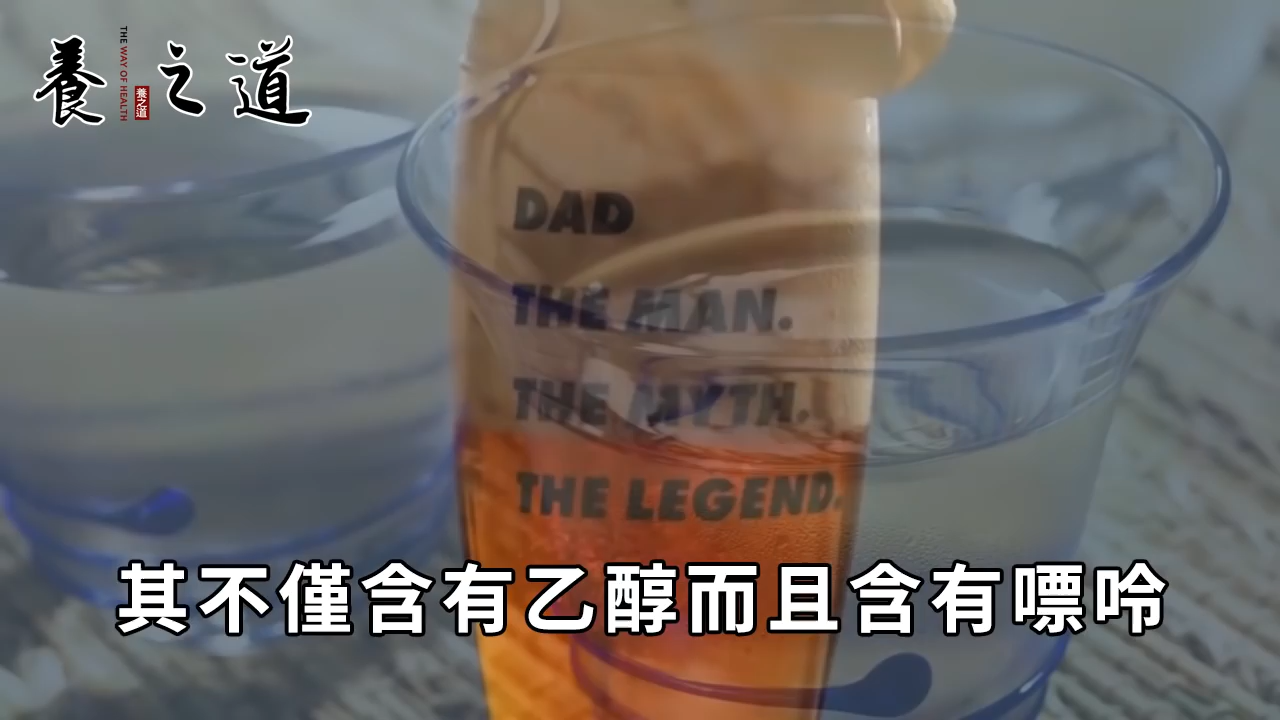 養之道
THE WAY OF HEALTH
養之道
DAD
THE MAN.
THE MYTH.
THE LEGEND.
其不僅含有乙醇而且含有嘌呤